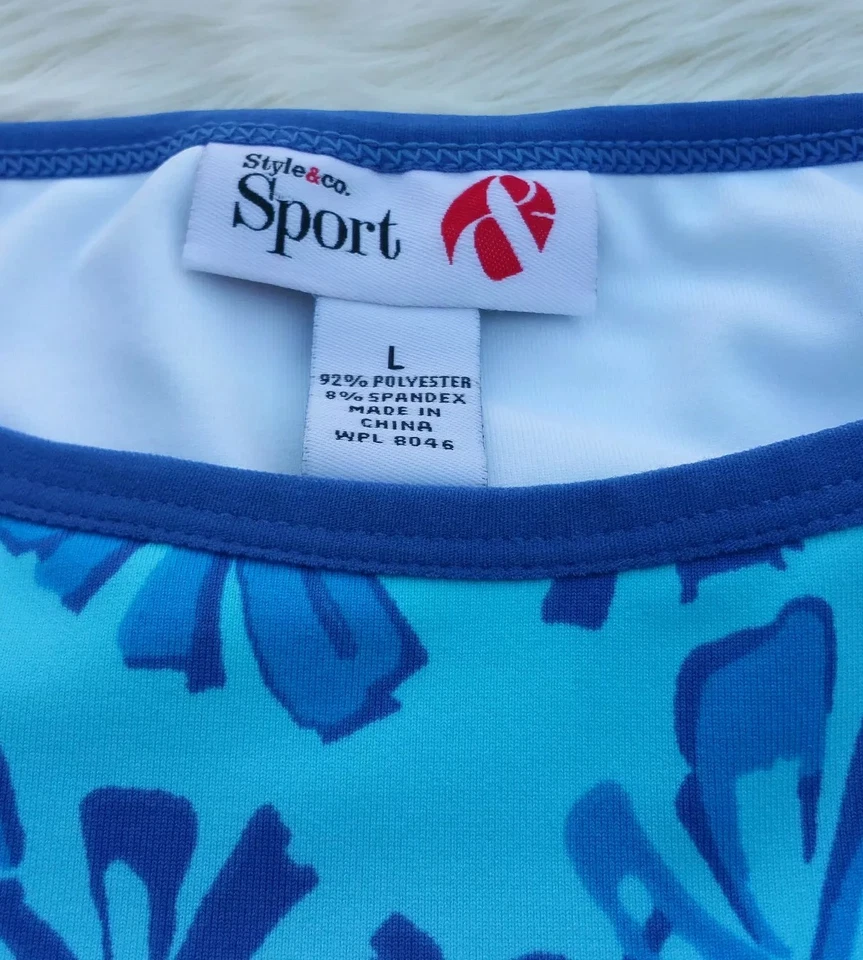 Style&co.
Sport
L
92% POLYESTER
8% SPANDEX
MADE IN
CHINA
WPL 8046